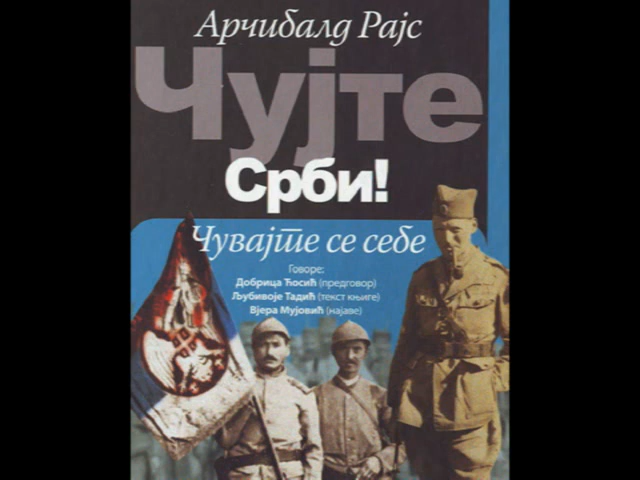 Арчибалд Рајс
Чујте
Срби!
Чувајте се себе
Говоре:
Добрица Ћосић (предговор)
Љубивоје Тадић (текст књиге)
Вјера Мујовић (најаве)